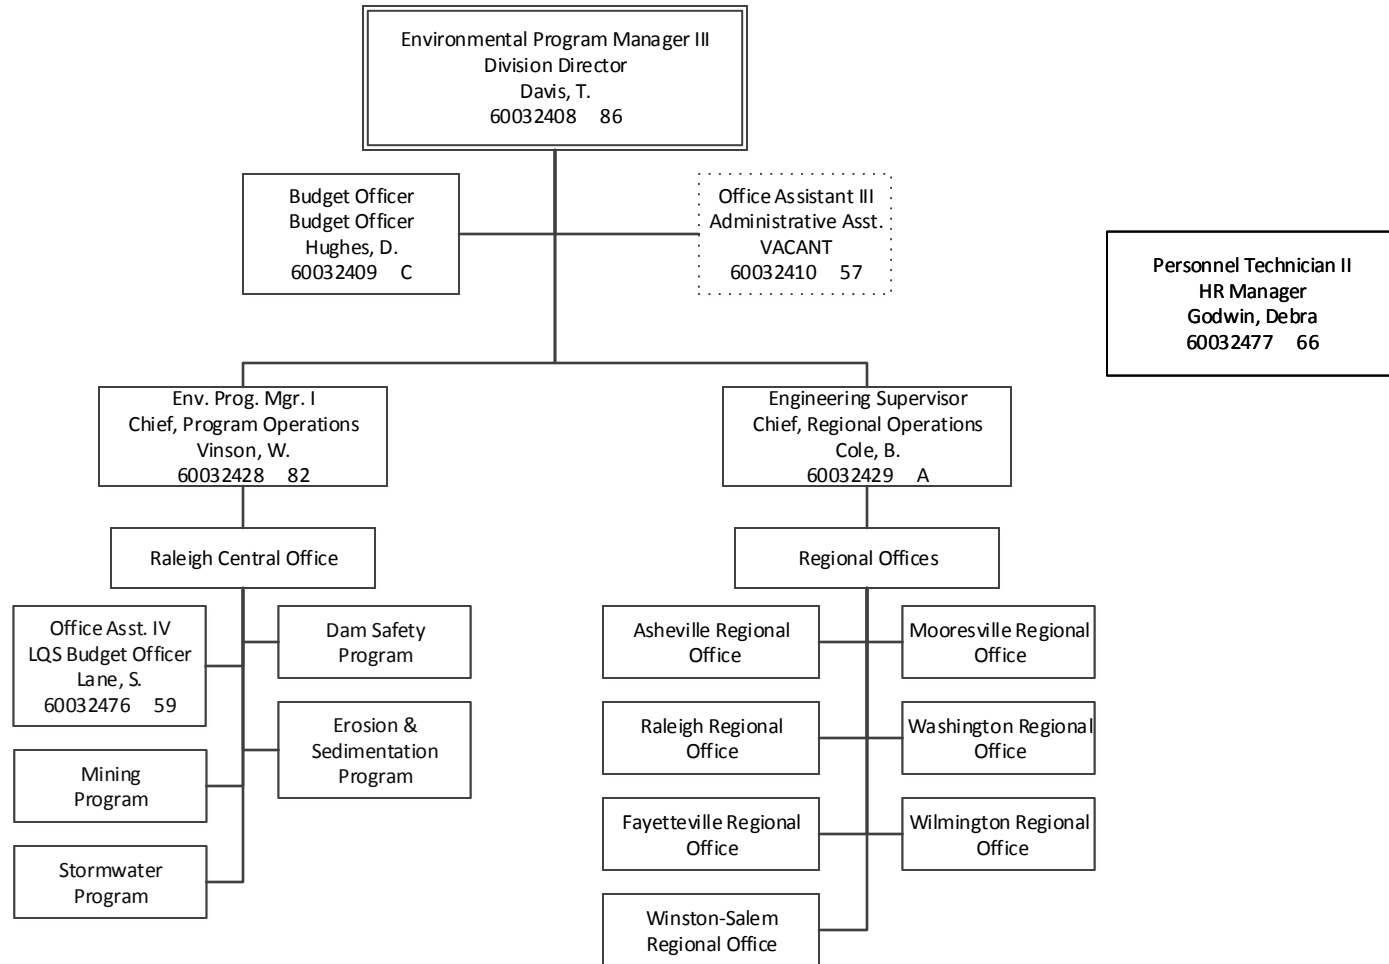 Environmental Program Manager III
Division Director
Davis, T.
60032408 86
Budget Officer
Budget Officer
Hughes, D.
60032409 C
Office Assistant III
Administrative Asst.
VACANT
60032410 57
Personnel Technician II
HR Manager
Godwin, Debra
60032477 66
Env. Prog. Mgr. I
Chief, Program Operations
Vinson, W.
60032428 82
Engineering Supervisor
Chief, Regional Operations
Cole, B.
60032429 A
Raleigh Central Office
Regional Offices
Office Asst. IV
LQS Budget Officer
Lane, S.
60032476 59
Dam Safety
Program
Erosion &
Sedimentation
Program
Mining
Program
Stormwater
Program
Asheville Regional
Office
Mooresville Regional
Office
Raleigh Regional
Office
Washington Regional
Office
Fayetteville Regional
Office
Wilmington Regional
Office
Winston-Salem
Regional Office